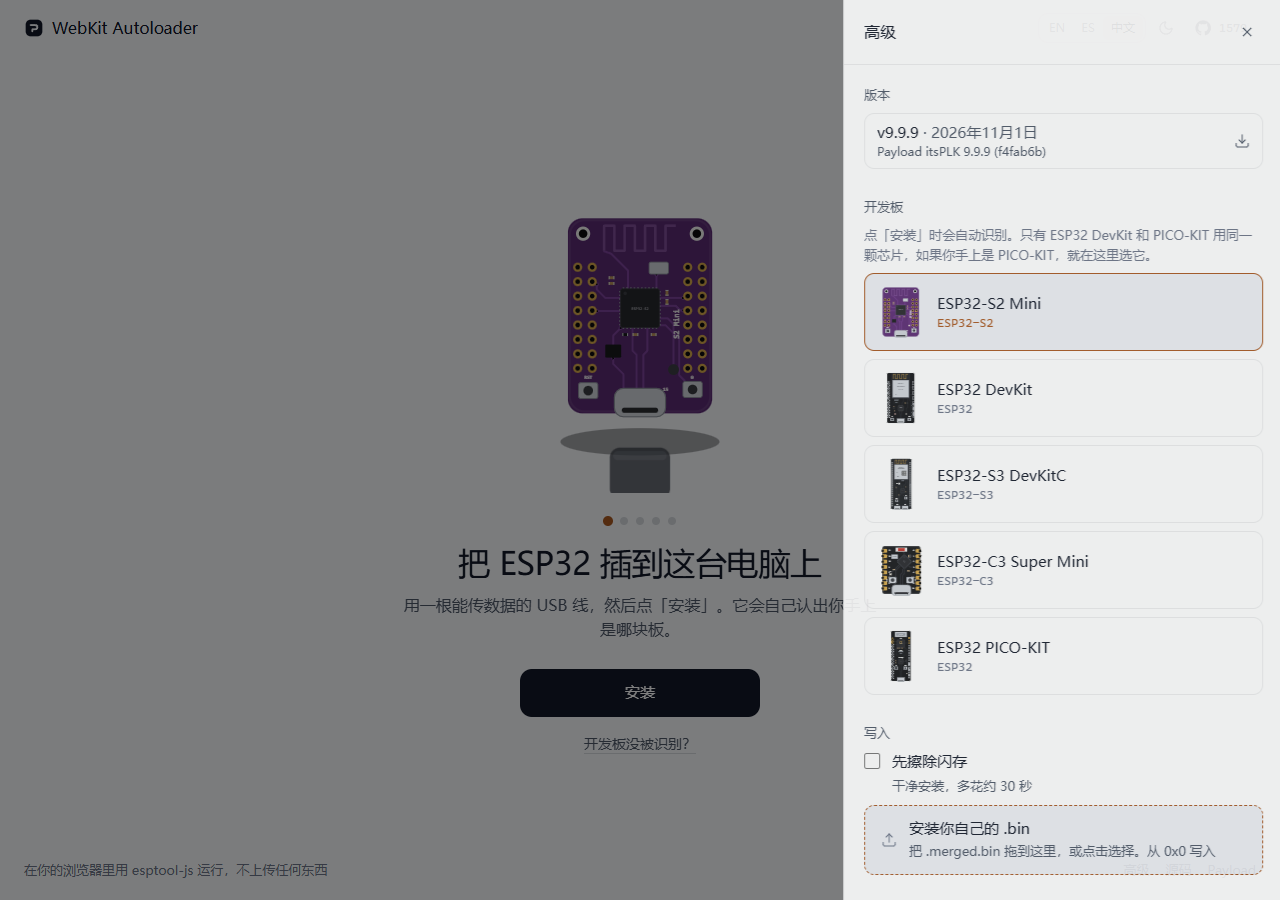 WebKit Autoloader
高级
EN ES 中文
版本
v9.9.9 · 2026年11月1日
Payload itsPLK 9.9.9 (f4fab6b)
开发板
点「安装」时会自动识别。只有 ESP32 DevKit 和 PICO-KIT 用同一
颗芯片，如果你手上是 PICO-KIT，就在这里选它。
ESP32-S2 Mini
ESP32-S2
ESP32 DevKit
ESP32
ESP32-S3 DevKitC
ESP32-S3
ESP32-C3 Super Mini
ESP32-C3
ESP32 PICO-KIT
ESP32
写入
先擦除闪存
干净安装，多花约 30 秒
安装你自己的 .bin
把 .merged.bin 拖到这里，或点击选择。从 0x0 写入
S2 Mini
把 ESP32 插到这台电脑上
用一根能传数据的 USB 线，然后点「安装」。它会自己认出你手上
是哪块板。
安装
开发板没被识别？
在你的浏览器里用 esptool-js 运行，不上传任何东西
高级 源码 Payload